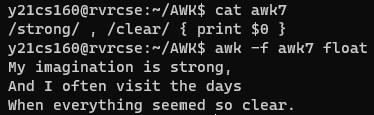 y21cs160@rvrcse:~/AWK$ cat awk7
/strong/ , /clear/ { print $0 }
y21cs160@rvrcse:~/AWK$ awk -f awk7 float
My imagination is strong,
And I often visit the days
When everything seemed so clear.